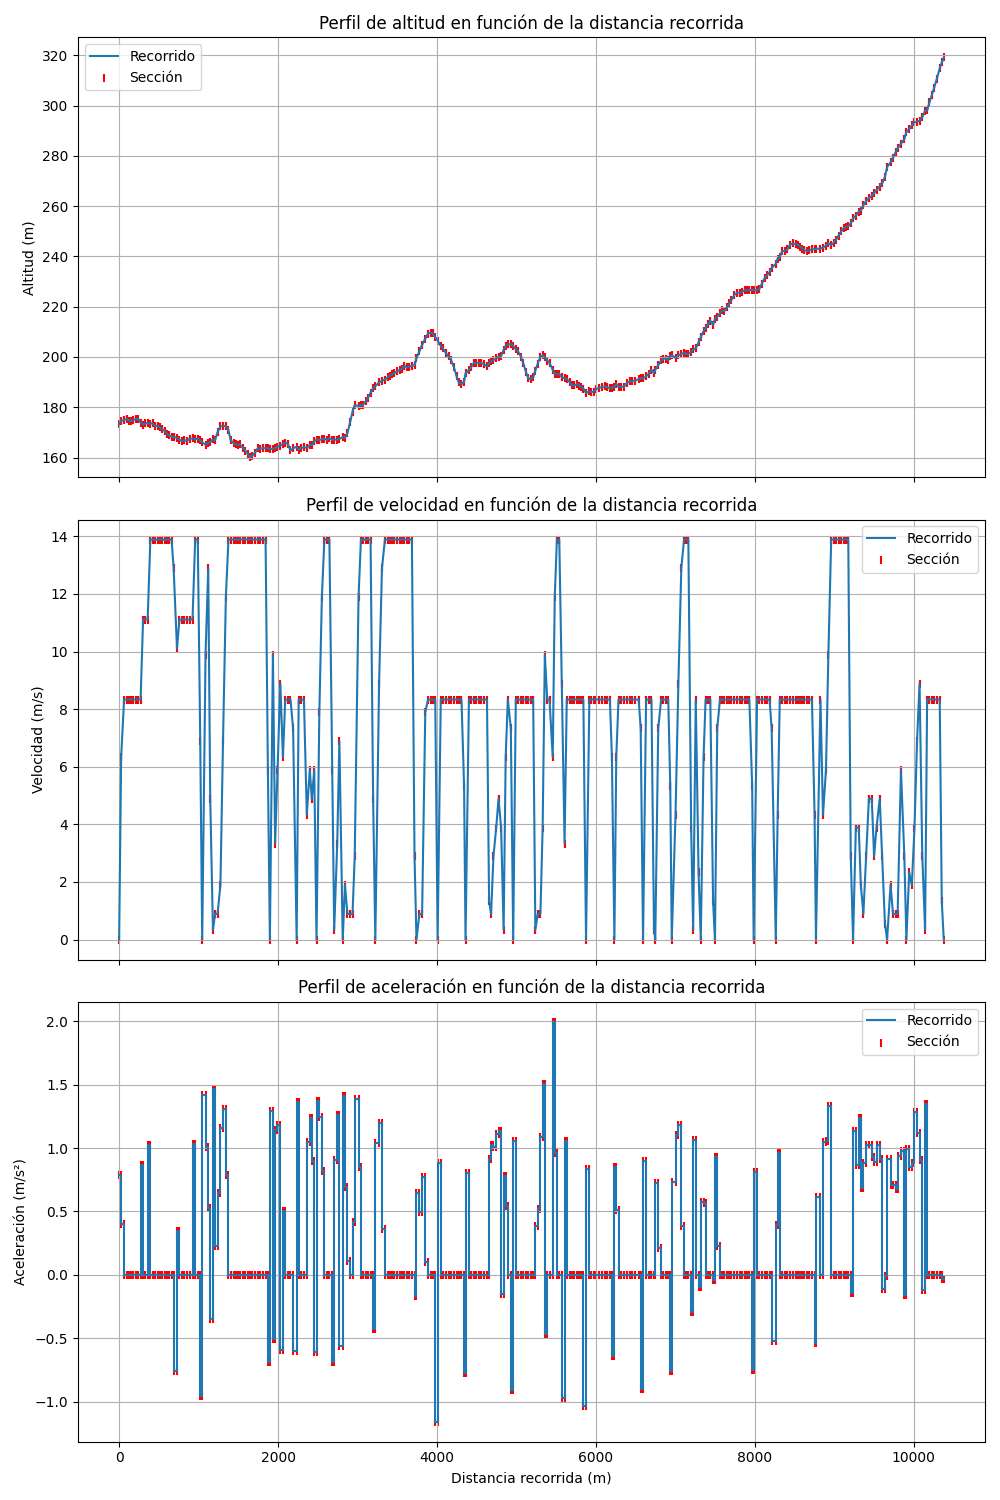 Perfil de altitud en función de la distancia recorrida
Recorrido
Sección
Altitud (m)
320
300
280
260
240
220
200
180
160
Perfil de velocidad en función de la distancia recorrida
Recorrido
Sección
Velocidad (m/s)
14
12
10
8
6
4
2
0
Perfil de aceleración en función de la distancia recorrida
Recorrido
Sección
Aceleración (m/s²)
2.0
1.5
1.0
0.5
0.0
−0.5
−1.0
0 2000 4000 6000 8000 10000
Distancia recorrida (m)